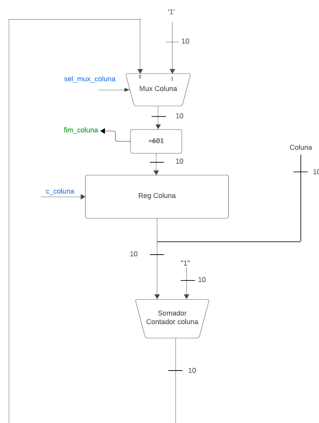 '1'
10
sel_mux_coluna
0
1
Mux Coluna
10
fim_coluna
=601
10
Coluna
10
c_coluna
Reg Coluna
10
"1"
10
Somador
Contador coluna
10